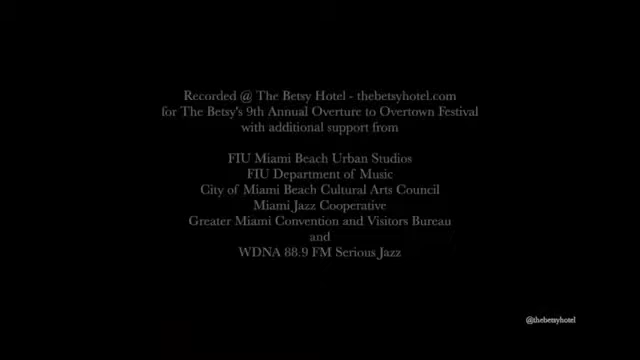 Recorded @ The Betsy Hotel - thebetsyhotel.com
for The Betsy's 9th Annual Overture to Overtown Festival
with additional support from
FIU Miami Beach Urban Studios
FIU Department of Music
City of Miami Beach Cultural Arts Council
Miami Jazz Cooperative
Greater Miami Convention and Visitors Bureau
and
WDNA 88.9 FM Serious Jazz
@thebetsyhotel